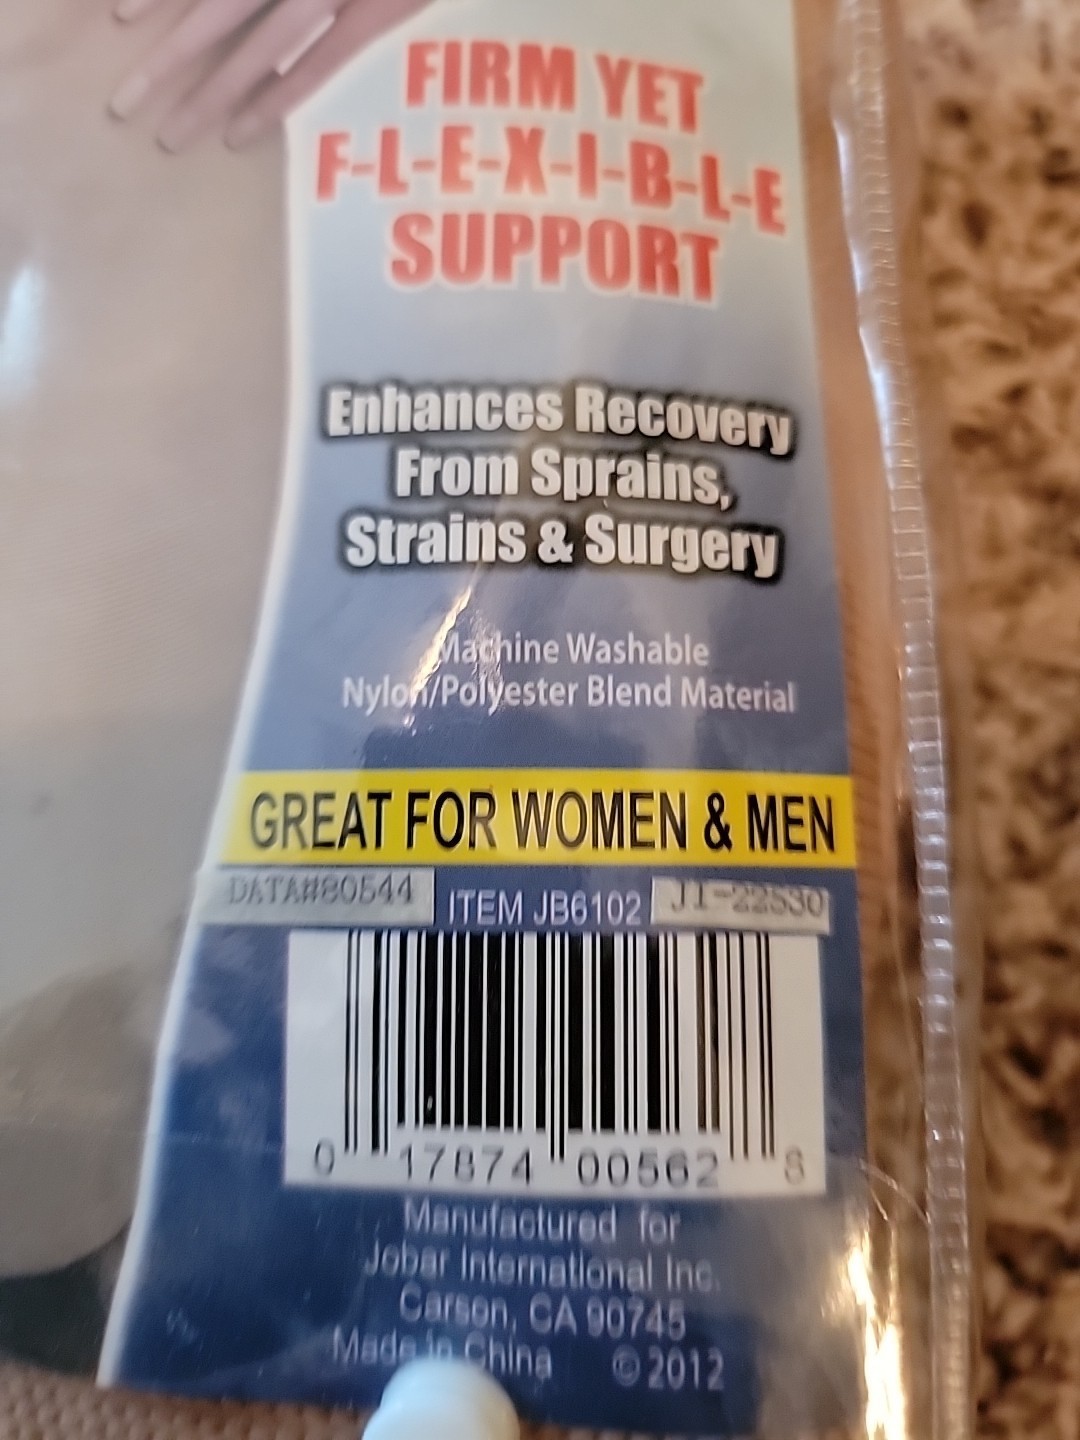 FIRM YET
F-L-E-X-I-B-L-E
SUPPORT
Enhances Recovery
From Sprains,
Strains & Surgery
Machine Washable
Nylon/Polyester Blend Material
GREAT FOR WOMEN & MEN
DATA#80544 ITEM JB6102 JI-22530
0 17874 00562 8
Manufactured for
Jobar International Inc.
Carson, CA 90745
Made in China ©2012